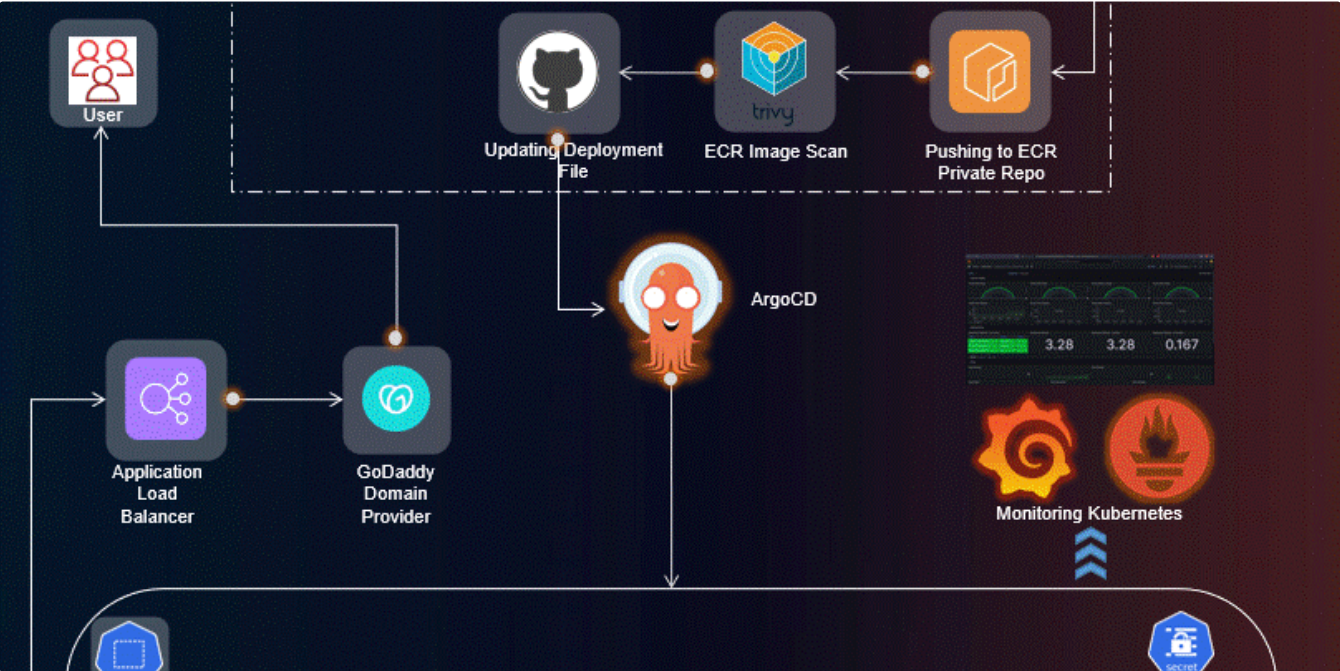 User
trivy
Updating Deployment
File
ECR Image Scan
Pushing to ECR
Private Repo
ArgoCD
3.28
3.28
0.167
Application
Load
Balancer
GoDaddy
Domain
Provider
Monitoring Kubernetes
secret